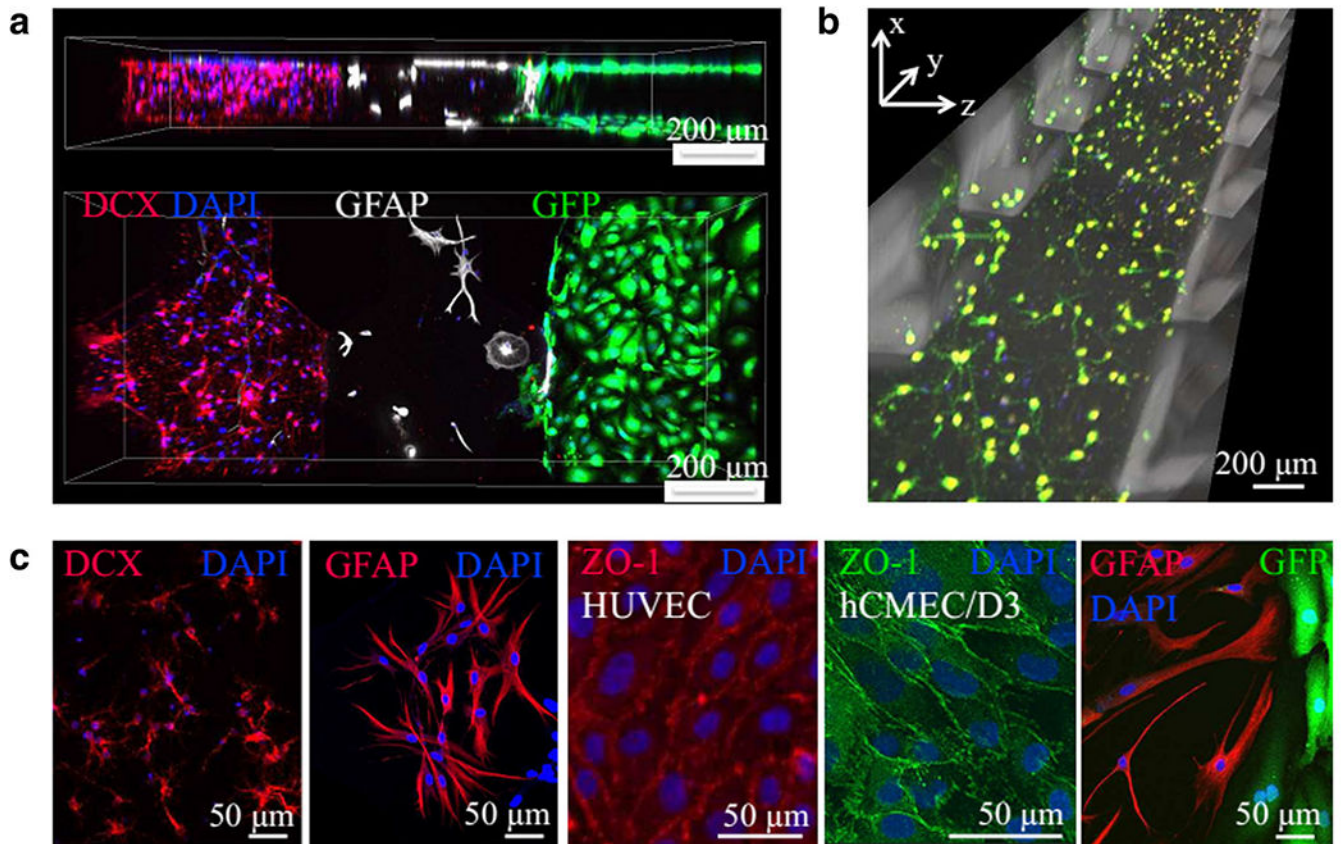 a
200 μm
DCX DAPI GFAP GFP
200 μm
b
x
y
z
200 μm
c
DCX DAPI
50 μm
GFAP DAPI
50 μm
ZO-1 DAPI
HUVEC
50 μm
ZO-1 DAPI
hCMEC/D3
50 μm
GFAP GFP
DAPI
50 μm